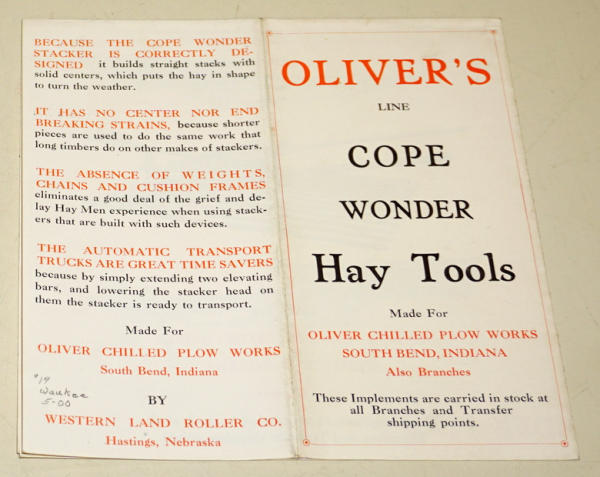 BECAUSE THE COPE WONDER
STACKER IS CORRECTLY DE-
SIGNED it builds straight stacks with
solid centers, which puts the hay in shape
to turn the weather.
IT HAS NO CENTER NOR END
BREAKING STRAINS, because shorter
pieces are used to do the same work that
long timbers do on other makes of stackers.
THE ABSENCE OF WEIGHTS,
CHAINS AND CUSHION FRAMES
eliminates a good deal of the grief and de-
lay Hay Men experience when using stack-
ers that are built with such devices.
THE AUTOMATIC TRANSPORT
TRUCKS ARE GREAT TIME SAVERS
because by simply extending two elevating
bars, and lowering the stacker head on
them the stacker is ready to transport.
Made For
OLIVER CHILLED PLOW WORKS
South Bend, Indiana
BY
WESTERN LAND ROLLER CO.
Hastings, Nebraska
#19
Waukee
5-00
OLIVER'S
LINE
COPE
WONDER
Hay Tools
Made For
OLIVER CHILLED PLOW WORKS
SOUTH BEND, INDIANA
Also Branches
These Implements are carried in stock at
all Branches and Transfer
shipping points.